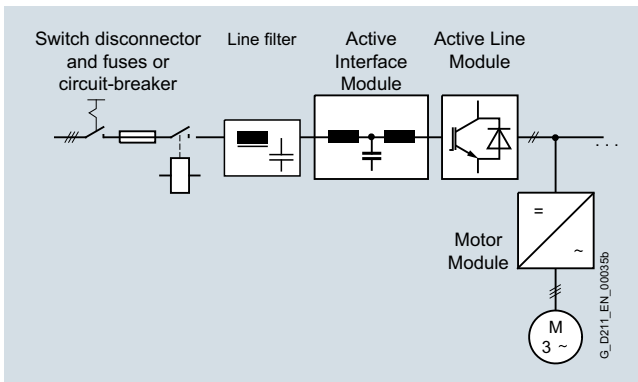 Switch disconnector
and fuses or
circuit-breaker
Line filter
Active
Interface
Module
Active Line
Module
. . .
=
~
Motor
Module
M
3 ~
G_D211_EN_00035b